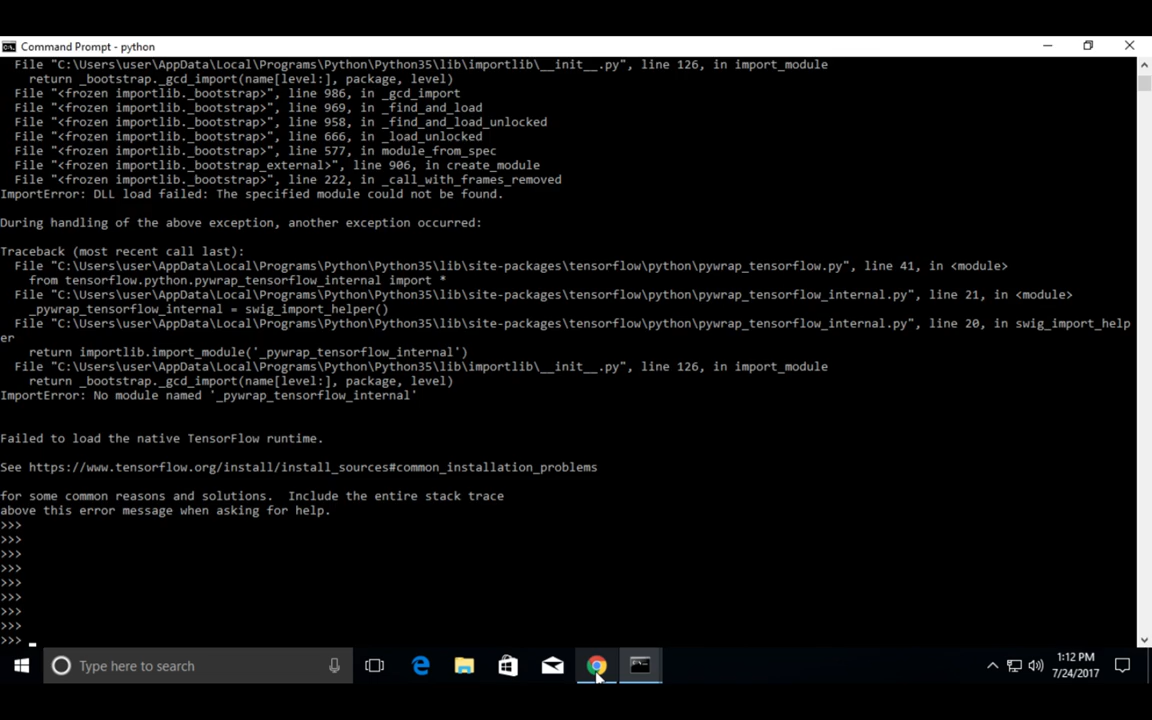 Command Prompt - python
File "C:\Users\user\AppData\Local\Programs\Python\Python35\lib\importlib\__init__.py", line 126, in import_module
return _bootstrap._gcd_import(name[level:], package, level)
File "<frozen importlib._bootstrap>", line 986, in _gcd_import
File "<frozen importlib._bootstrap>", line 969, in _find_and_load
File "<frozen importlib._bootstrap>", line 958, in _find_and_load_unlocked
File "<frozen importlib._bootstrap>", line 666, in _load_unlocked
File "<frozen importlib._bootstrap>", line 577, in module_from_spec
File "<frozen importlib._bootstrap_external>", line 906, in create_module
File "<frozen importlib._bootstrap>", line 222, in _call_with_frames_removed
ImportError: DLL load failed: The specified module could not be found.
During handling of the above exception, another exception occurred:
Traceback (most recent call last):
File "C:\Users\user\AppData\Local\Programs\Python\Python35\lib\site-packages\tensorflow\python\pywrap_tensorflow.py", line 41, in <module>
from tensorflow.python.pywrap_tensorflow_internal import *
File "C:\Users\user\AppData\Local\Programs\Python\Python35\lib\site-packages\tensorflow\python\pywrap_tensorflow_internal.py", line 21, in <module>
_pywrap_tensorflow_internal = swig_import_helper()
File "C:\Users\user\AppData\Local\Programs\Python\Python35\lib\site-packages\tensorflow\python\pywrap_tensorflow_internal.py", line 20, in swig_import_help
er
return importlib.import_module('_pywrap_tensorflow_internal')
File "C:\Users\user\AppData\Local\Programs\Python\Python35\lib\importlib\__init__.py", line 126, in import_module
return _bootstrap._gcd_import(name[level:], package, level)
ImportError: No module named '_pywrap_tensorflow_internal'
Failed to load the native TensorFlow runtime.
See https://www.tensorflow.org/install/install_sources#common_installation_problems
for some common reasons and solutions.  Include the entire stack trace
above this error message when asking for help.
>>>
>>>
>>>
>>>
>>>
>>>
>>>
>>>
>>> _
Type here to search
1:12 PM
7/24/2017